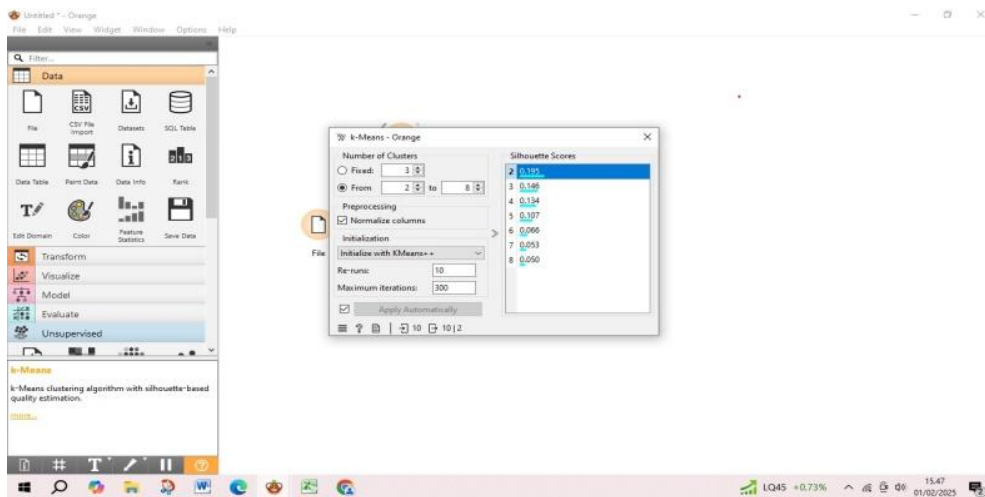 Untitled * - Orange
File Edit View Widget Window Options Help
Filter...
Data
File CSV File Import Datasets SQL Table
Data Table Paint Data Data Info Rank
Edit Domain Color Feature Statistics Save Data
Transform
Visualize
Model
Evaluate
Unsupervised
k-Means
k-Means clustering algorithm with silhouette-based
quality estimation.
more...
File
k-Means - Orange
Number of Clusters
Fixed: 3
From 2 to 8
Preprocessing
Normalize columns
Initialization
Initialize with KMeans++
Re-runs: 10
Maximum iterations: 300
Apply Automatically
10 10 | 2
Silhouette Scores
2 0.195
3 0.146
4 0.134
5 0.107
6 0.066
7 0.053
8 0.050
LQ45 +0.73%
15.47
01/02/2025